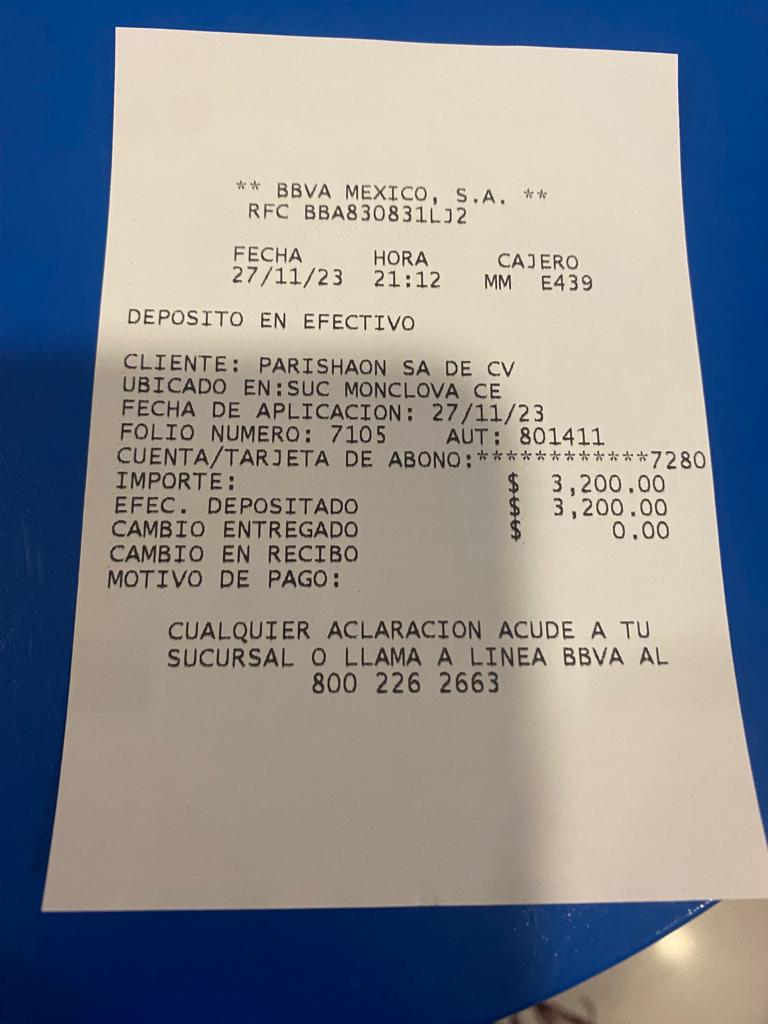 ** BBVA MEXICO, S.A. **
RFC BBA830831LJ2
FECHA HORA CAJERO
27/11/23 21:12 MM E439
DEPOSITO EN EFECTIVO
CLIENTE: PARISHAON SA DE CV
UBICADO EN:SUC MONCLOVA CE
FECHA DE APLICACION: 27/11/23
FOLIO NUMERO: 7105 AUT: 801411
CUENTA/TARJETA DE ABONO:************7280
IMPORTE: $ 3,200.00
EFEC. DEPOSITADO $ 3,200.00
CAMBIO ENTREGADO $ 0.00
CAMBIO EN RECIBO
MOTIVO DE PAGO:
CUALQUIER ACLARACION ACUDE A TU
SUCURSAL O LLAMA A LINEA BBVA AL
800 226 2663